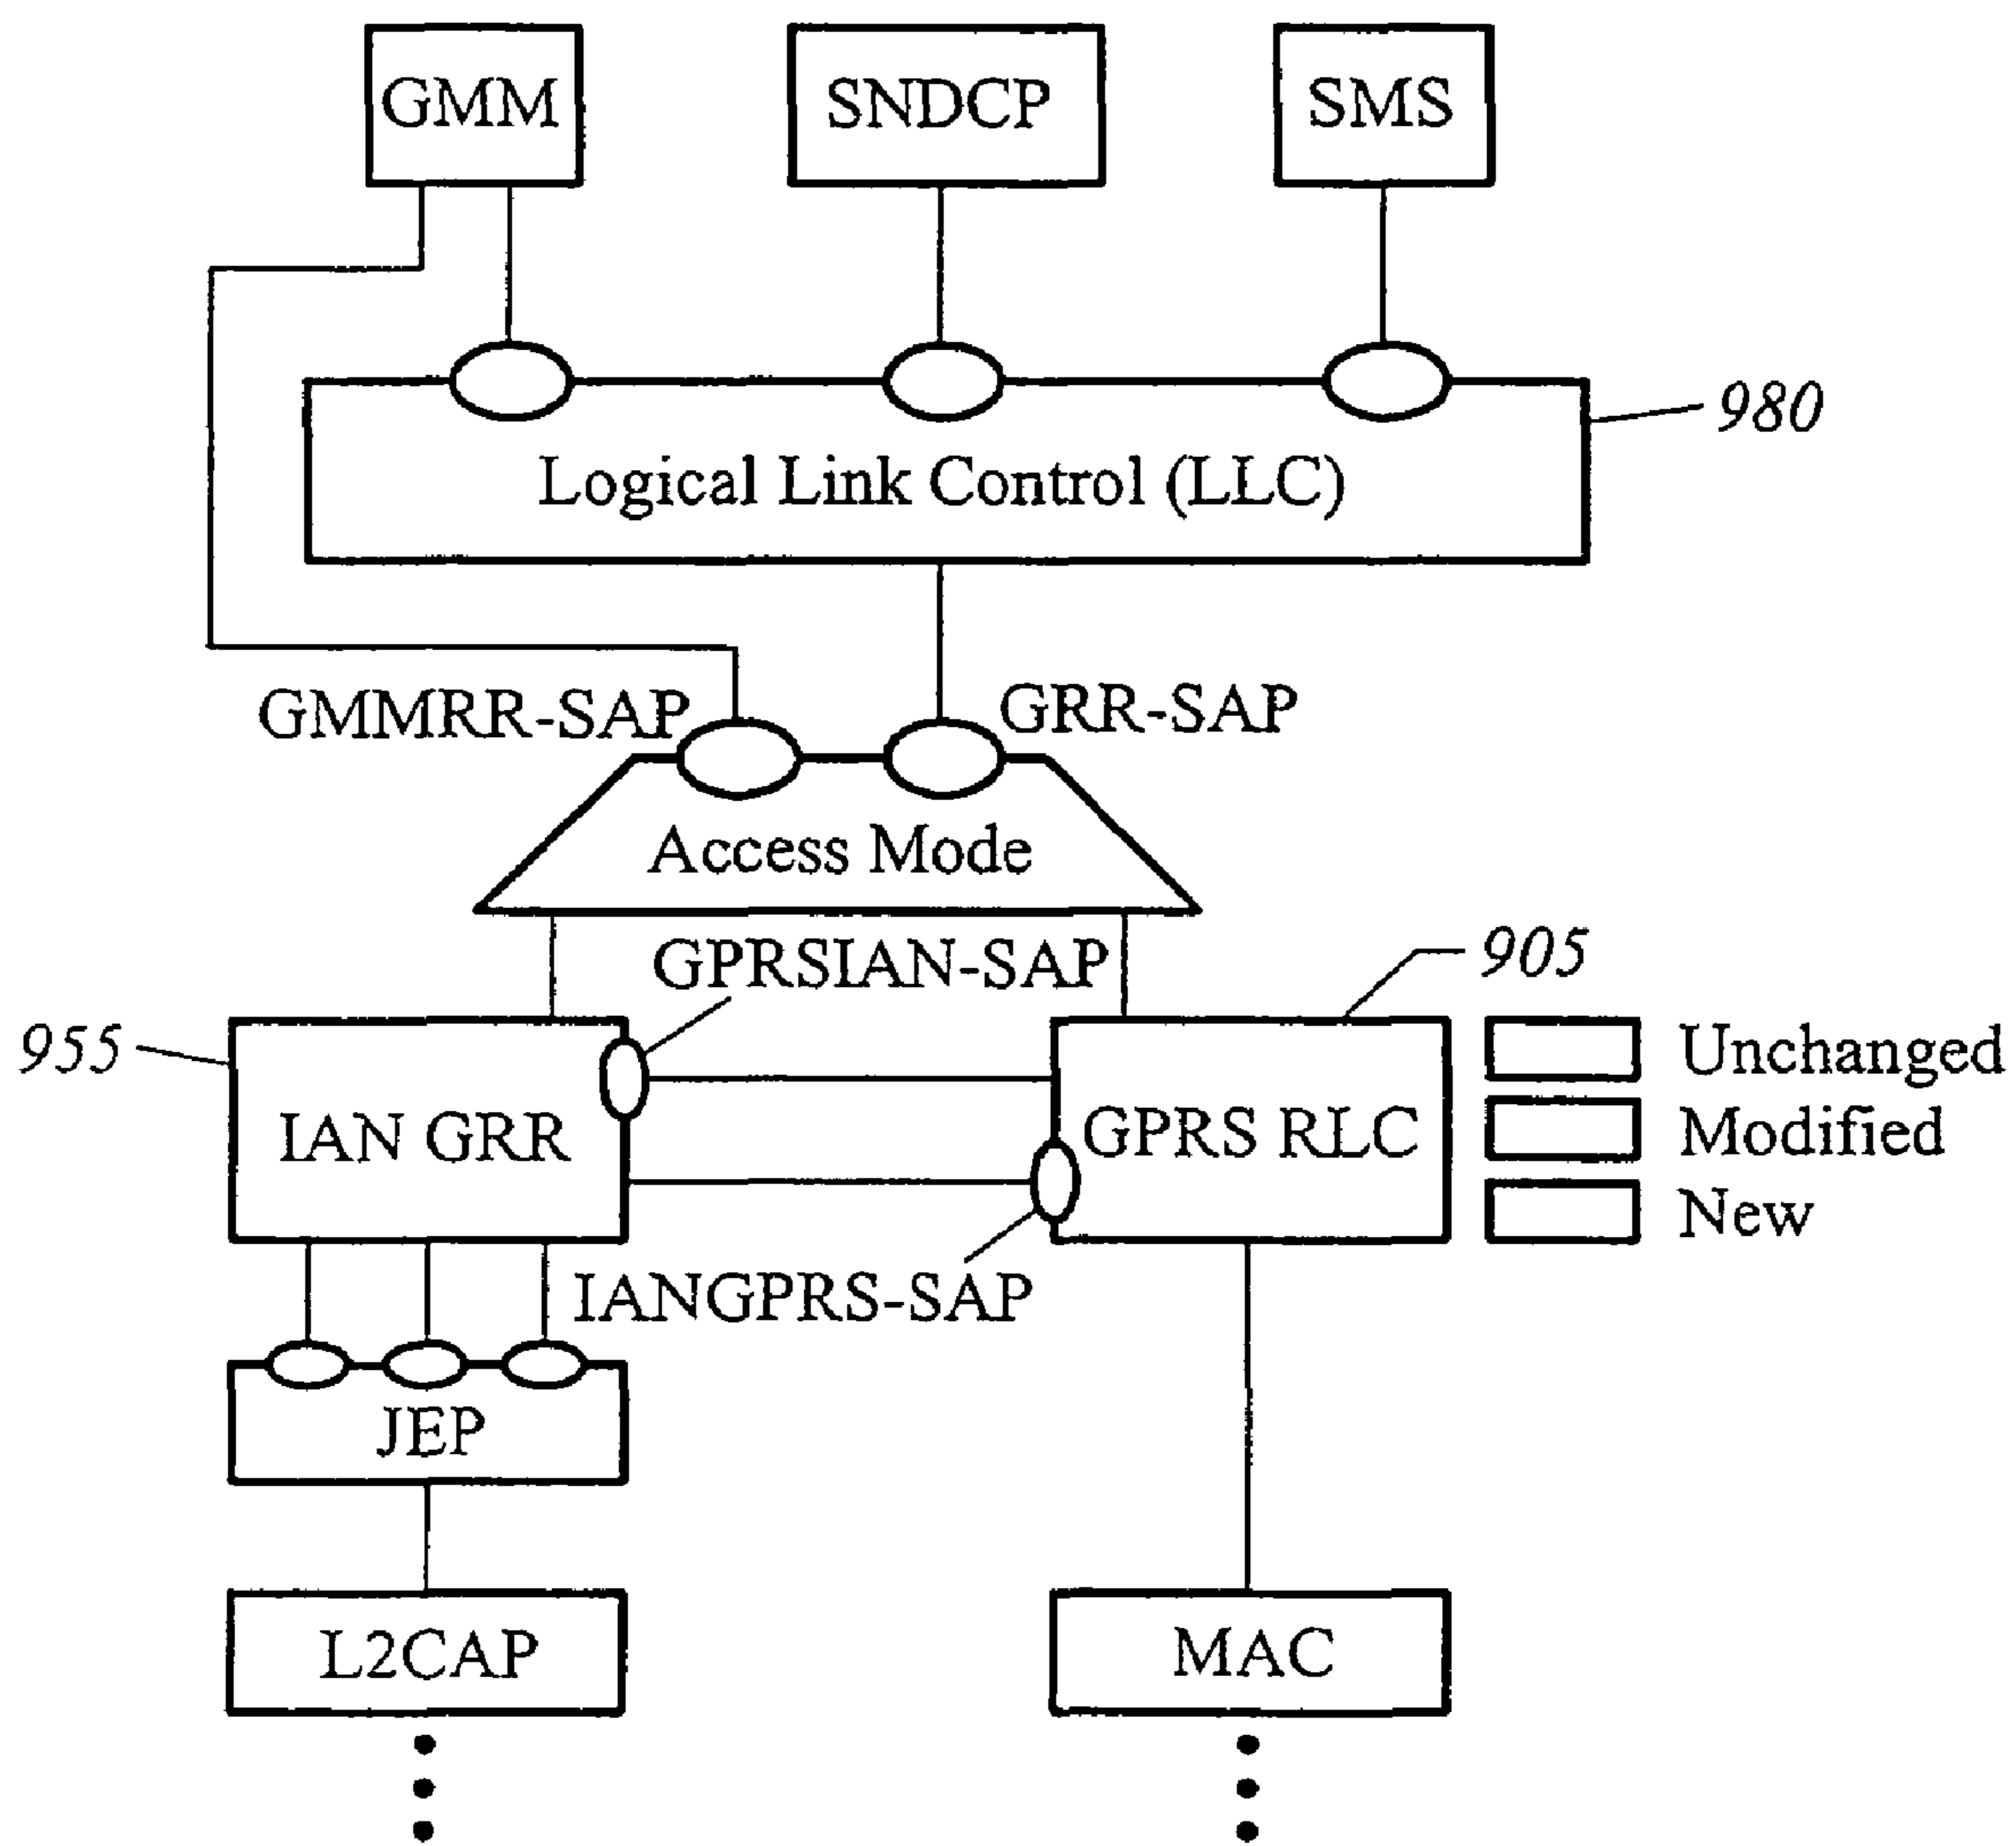 GMM
SNDCP
SMS
980
Logical Link Control (LLC)
GMMRR-SAP
GRR-SAP
Access Mode
GPRSIAN-SAP
905
955
IAN GRR
GPRS RLC
Unchanged
Modified
New
IANGPRS-SAP
JEP
L2CAP
MAC